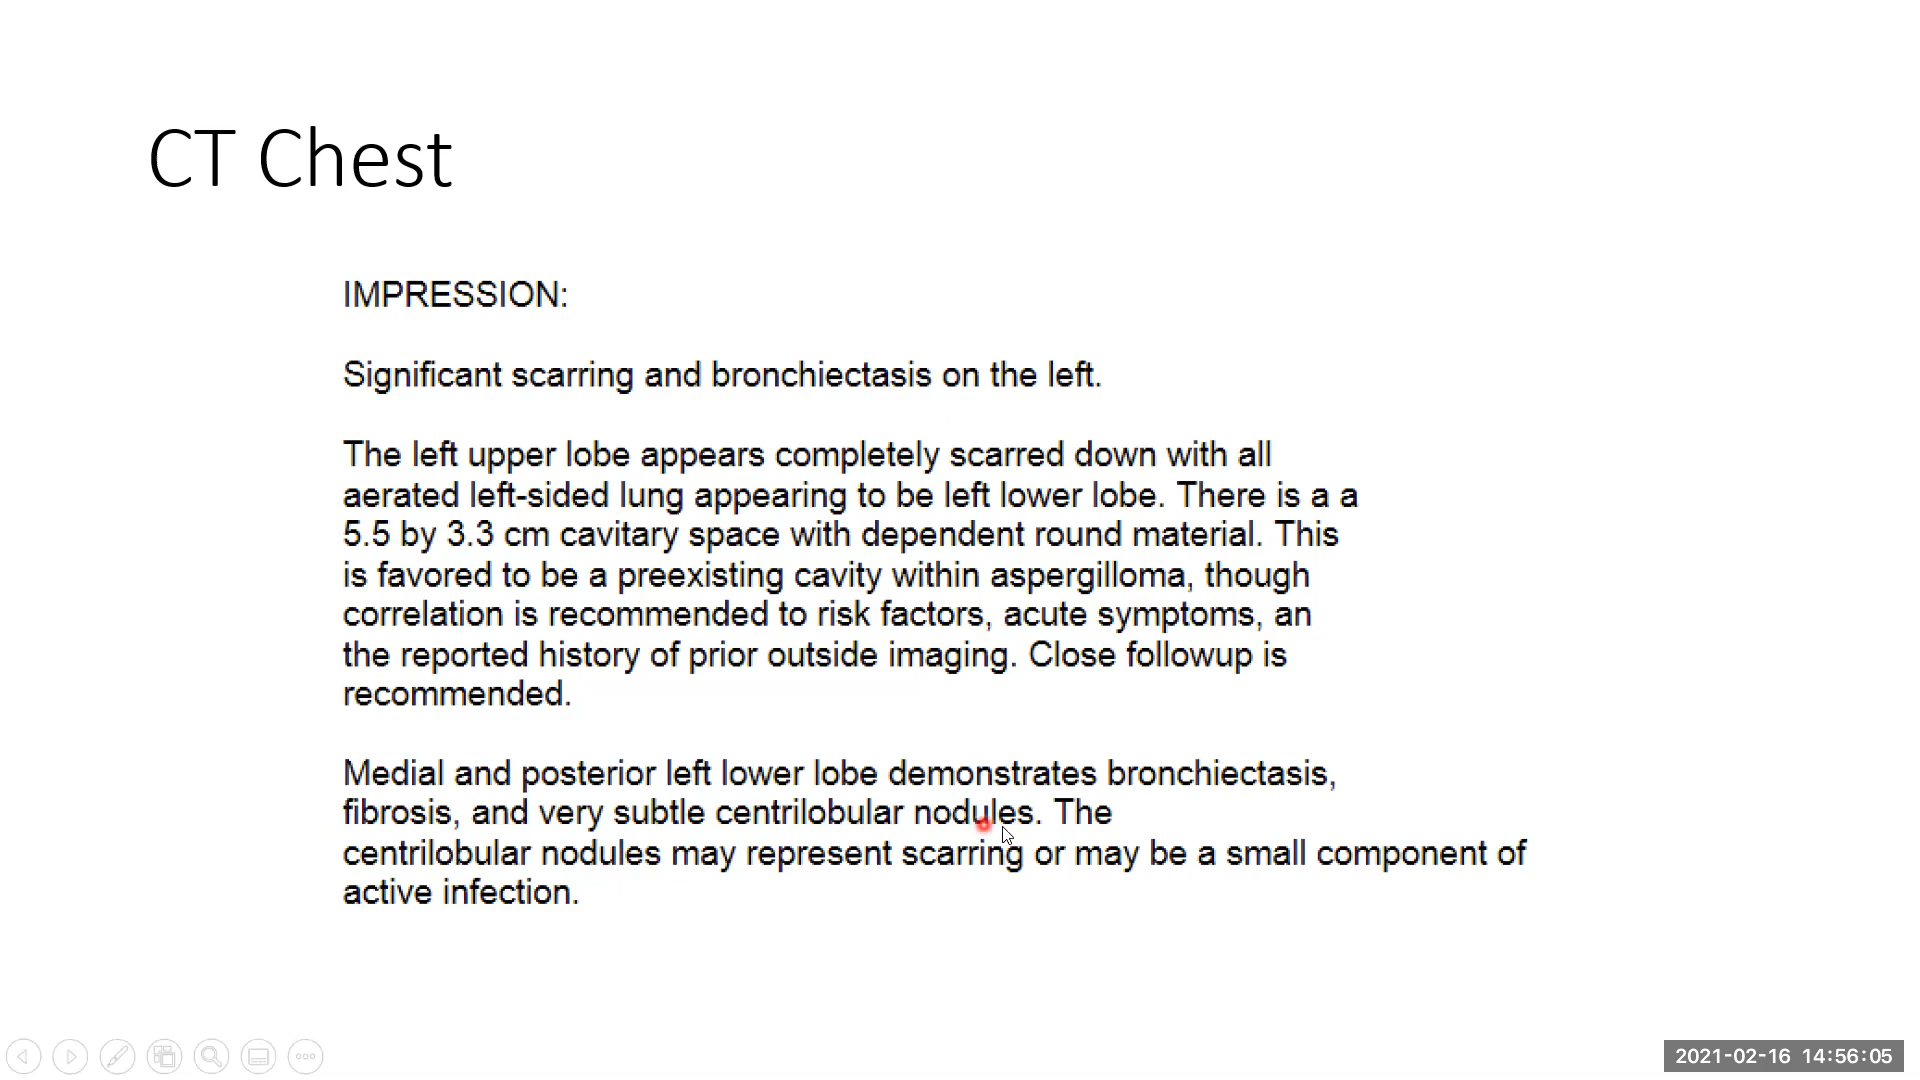 CT Chest
IMPRESSION:
Significant scarring and bronchiectasis on the left.
The left upper lobe appears completely scarred down with all
aerated left-sided lung appearing to be left lower lobe. There is a a
5.5 by 3.3 cm cavitary space with dependent round material. This
is favored to be a preexisting cavity within aspergilloma, though
correlation is recommended to risk factors, acute symptoms, an
the reported history of prior outside imaging. Close followup is
recommended.
Medial and posterior left lower lobe demonstrates bronchiectasis,
fibrosis, and very subtle centrilobular nodules. The
centrilobular nodules may represent scarring or may be a small component of
active infection.
2021-02-16 14:56:05